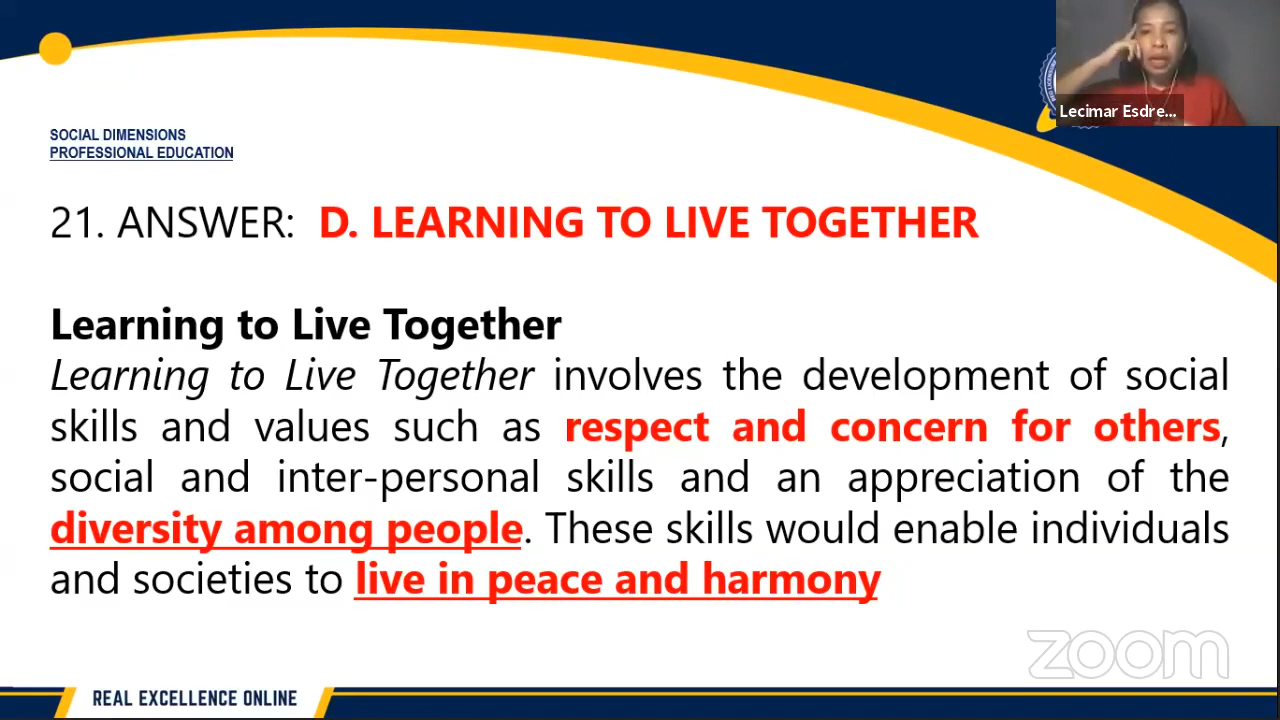 Lecimar Esdre...
SOCIAL DIMENSIONS
PROFESSIONAL EDUCATION
21. ANSWER: D. LEARNING TO LIVE TOGETHER
Learning to Live Together
Learning to Live Together involves the development of social
skills and values such as respect and concern for others,
social and inter-personal skills and an appreciation of the
diversity among people. These skills would enable individuals
and societies to live in peace and harmony
zoom
REAL EXCELLENCE ONLINE